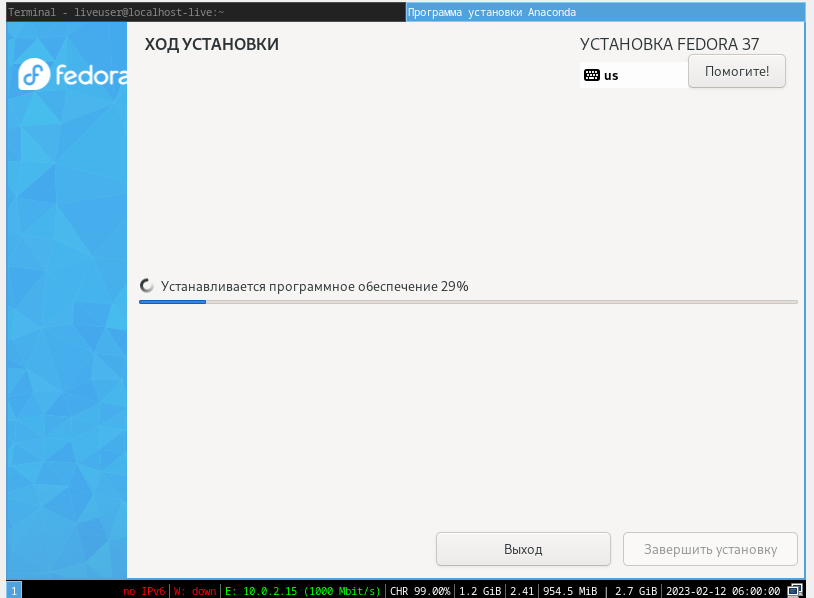 Terminal - liveuser@localhost-live:~
Программа установки Anaconda
fedora
ХОД УСТАНОВКИ
УСТАНОВКА FEDORA 37
us
Помогите!
Устанавливается программное обеспечение 29%
Выход
Завершить установку
1
no IPv6 | W: down | E: 10.0.2.15 (1000 Mbit/s) | CHR 99.00% | 1.2 GiB | 2.41 | 954.5 MiB | 2.7 GiB | 2023-02-12 06:00:00